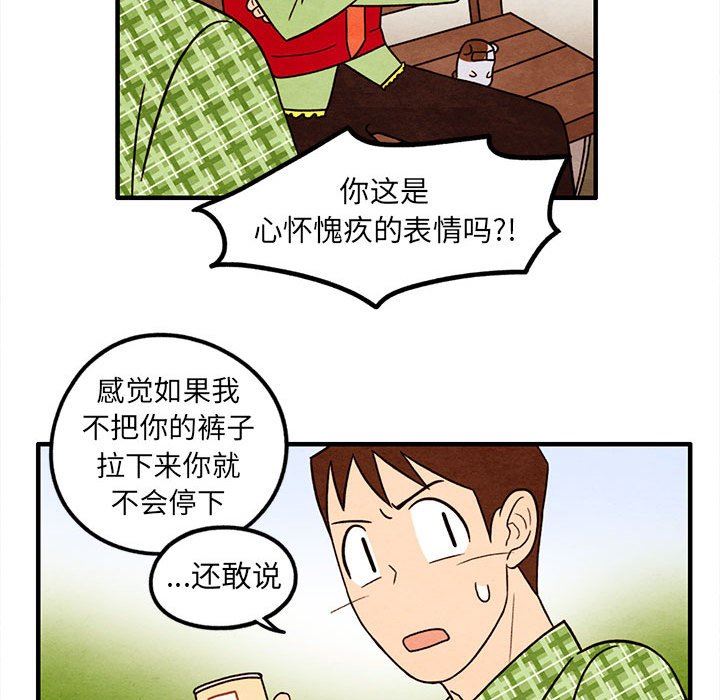 你这是
心怀愧疚的表情吗?!
感觉如果我
不把你的裤子
拉下来你就
不会停下
...还敢说